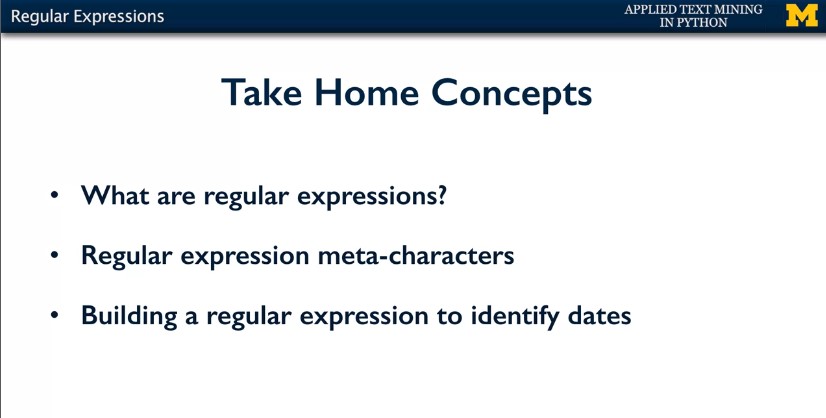 Regular Expressions
APPLIED TEXT MINING
IN PYTHON
M
Take Home Concepts
• What are regular expressions?
• Regular expression meta-characters
• Building a regular expression to identify dates